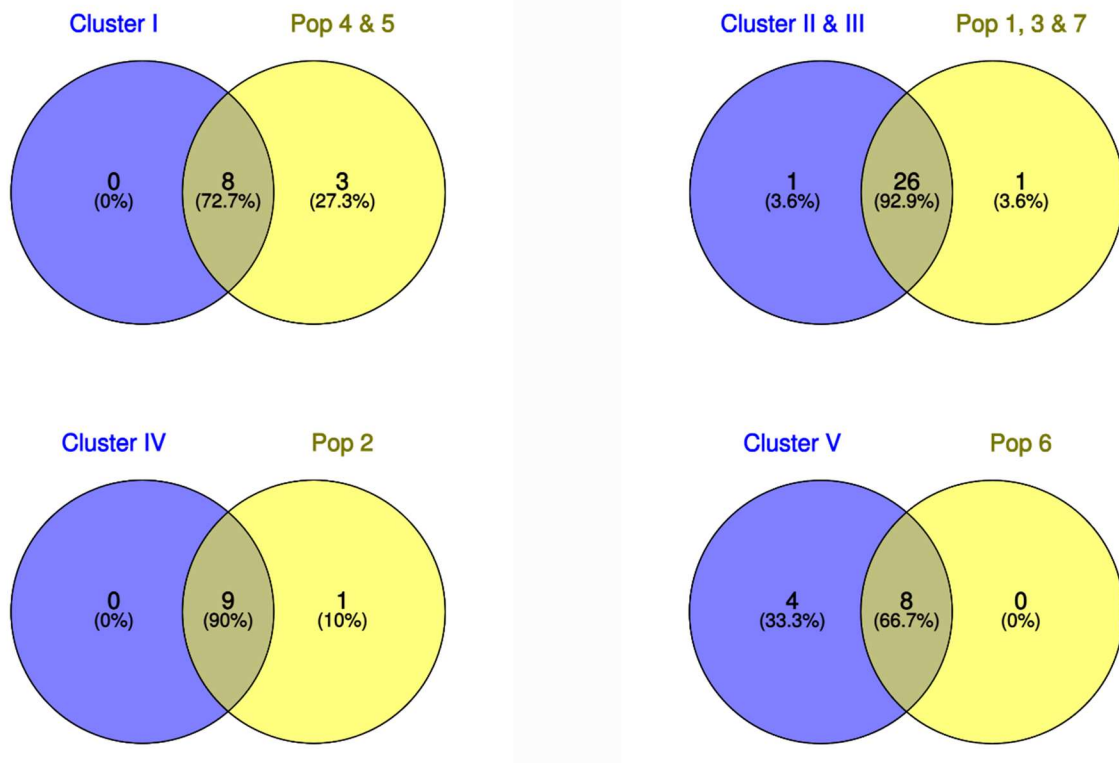 Cluster I Pop 4 & 5
0 8 3
(0%) (72.7%) (27.3%)
Cluster II & III Pop 1, 3 & 7
1 26 1
(3.6%) (92.9%) (3.6%)
Cluster IV Pop 2
0 9 1
(0%) (90%) (10%)
Cluster V Pop 6
4 8 0
(33.3%) (66.7%) (0%)